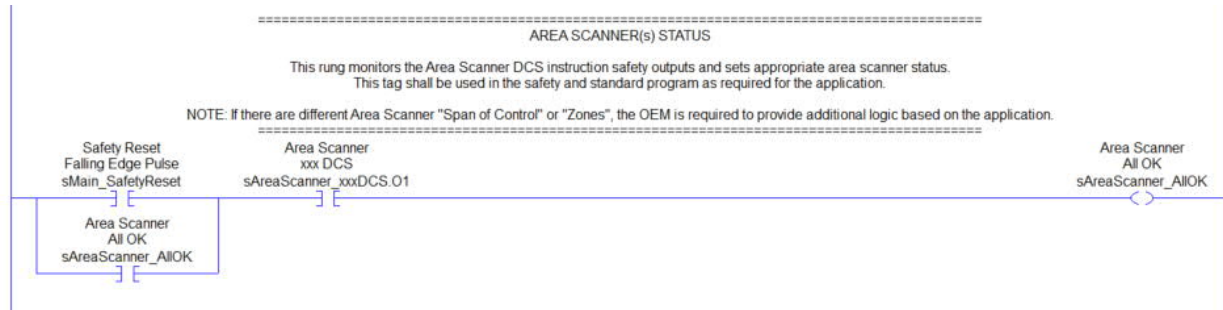 ================================================================================
AREA SCANNER(s) STATUS
This rung monitors the Area Scanner DCS instruction safety outputs and sets appropriate area scanner status.
This tag shall be used in the safety and standard program as required for the application.
NOTE: If there are different Area Scanner "Span of Control" or "Zones", the OEM is required to provide additional logic based on the application.
================================================================================
Safety Reset
Falling Edge Pulse
sMain_SafetyReset
Area Scanner
xxx DCS
sAreaScanner_xxxDCS.O1
Area Scanner
All OK
sAreaScanner_AllOK
Area Scanner
All OK
sAreaScanner_AllOK